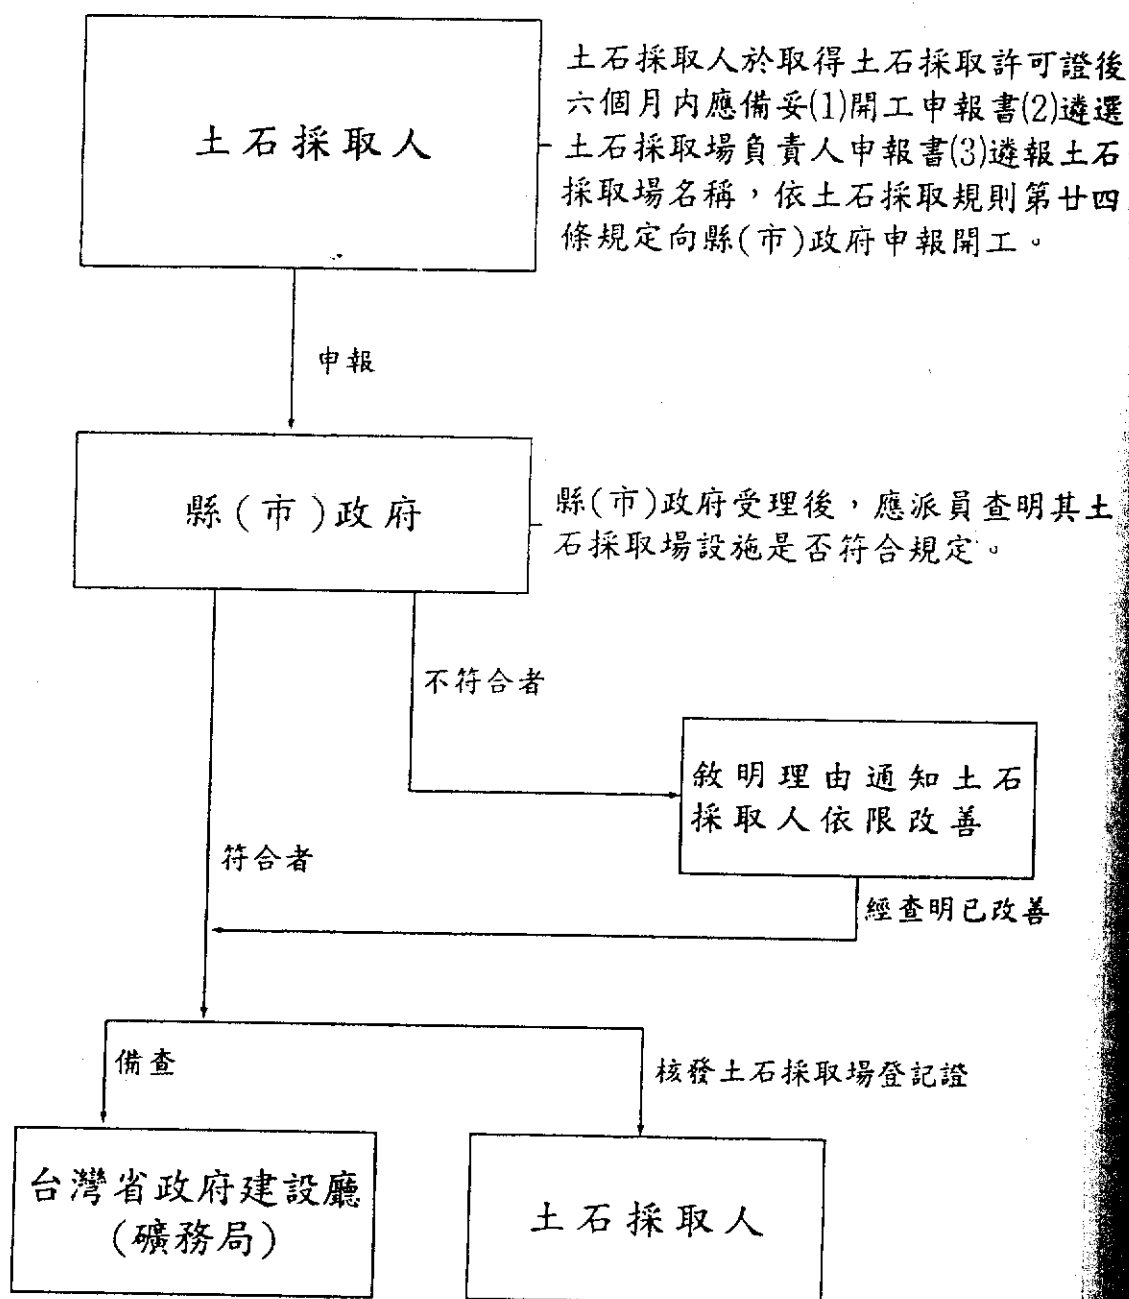 土石採取人
土石採取人於取得土石採取許可證後
六個月內應備妥(1)開工申報書(2)遴選
土石採取場負責人申報書(3)遴報土石
採取場名稱，依土石採取規則第廿四
條規定向縣(市)政府申報開工。
申報
縣(市)政府
縣(市)政府受理後，應派員查明其土
石採取場設施是否符合規定。
不符合者
敘明理由通知土石
採取人依限改善
符合者
經查明已改善
備查
核發土石採取場登記證
台灣省政府建設廳
(礦務局)
土石採取人